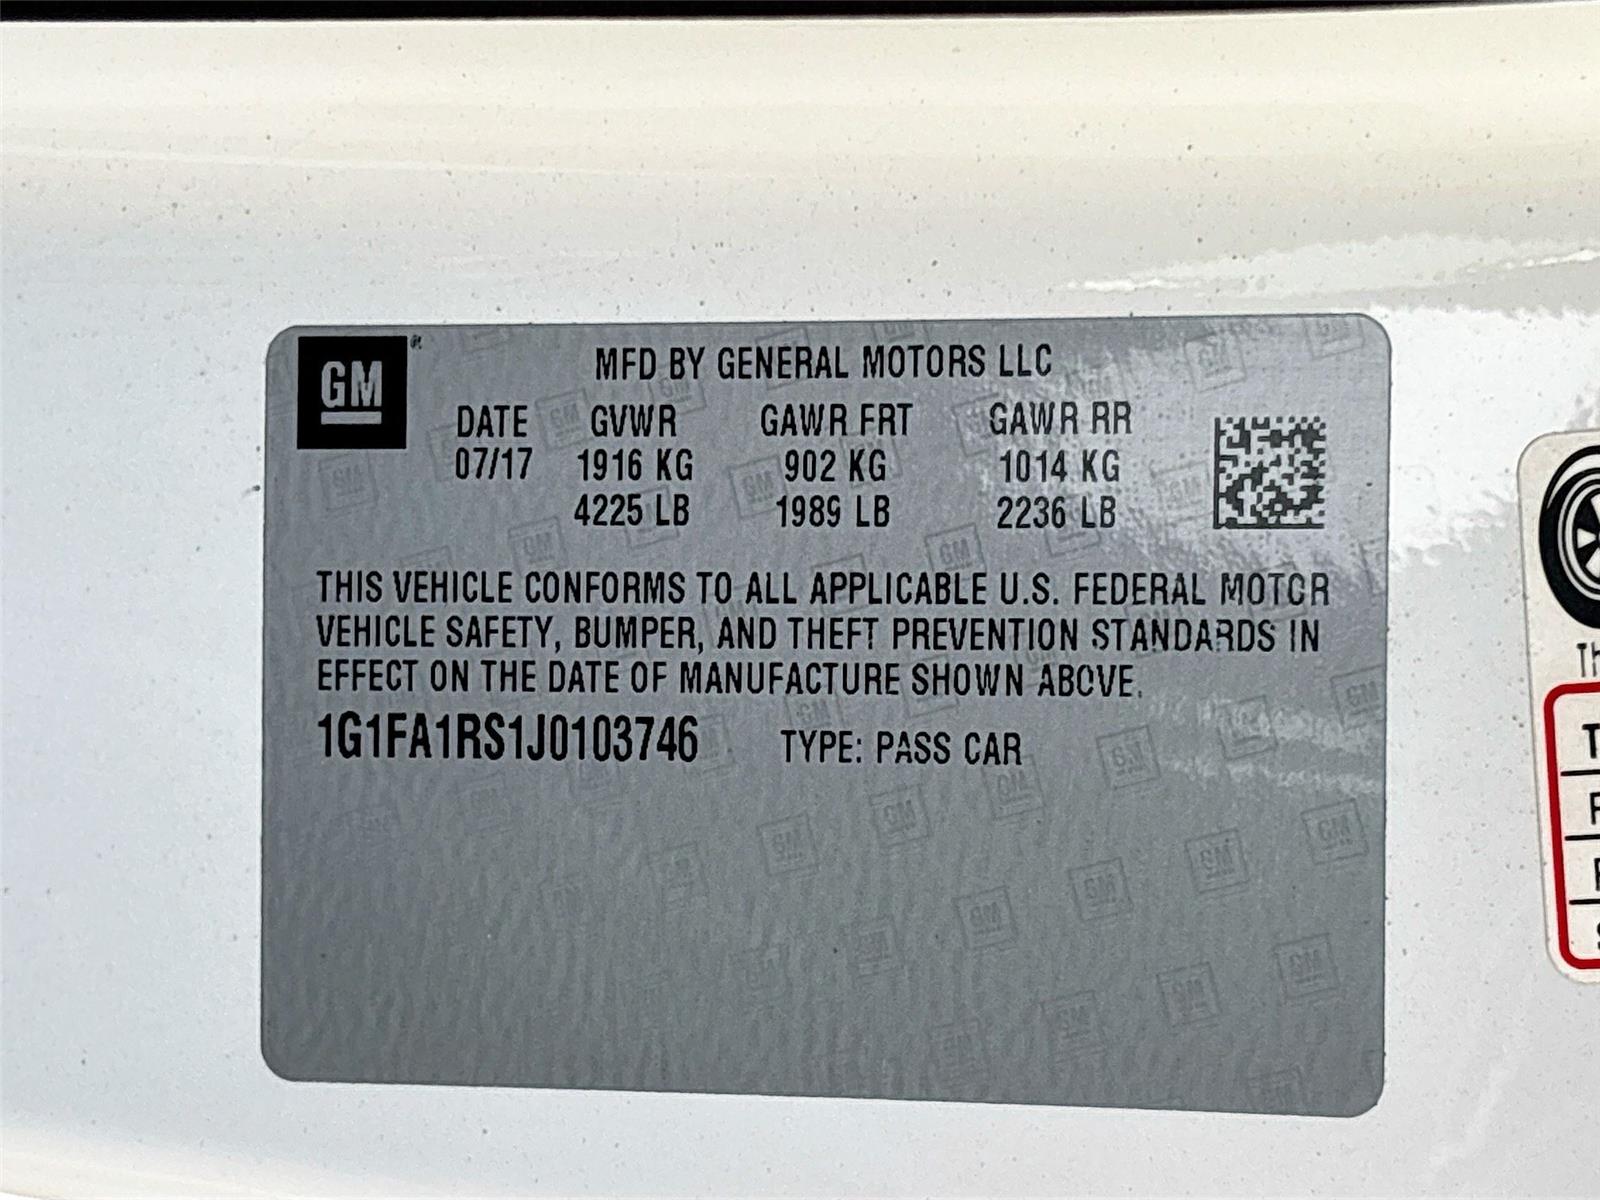 GM
MFD BY GENERAL MOTORS LLC
DATE GVWR GAWR FRT GAWR RR
07/17 1916 KG 902 KG 1014 KG
4225 LB 1989 LB 2236 LB
THIS VEHICLE CONFORMS TO ALL APPLICABLE U.S. FEDERAL MOTOR
VEHICLE SAFETY, BUMPER, AND THEFT PREVENTION STANDARDS IN
EFFECT ON THE DATE OF MANUFACTURE SHOWN ABOVE.
1G1FA1RS1J0103746 TYPE: PASS CAR